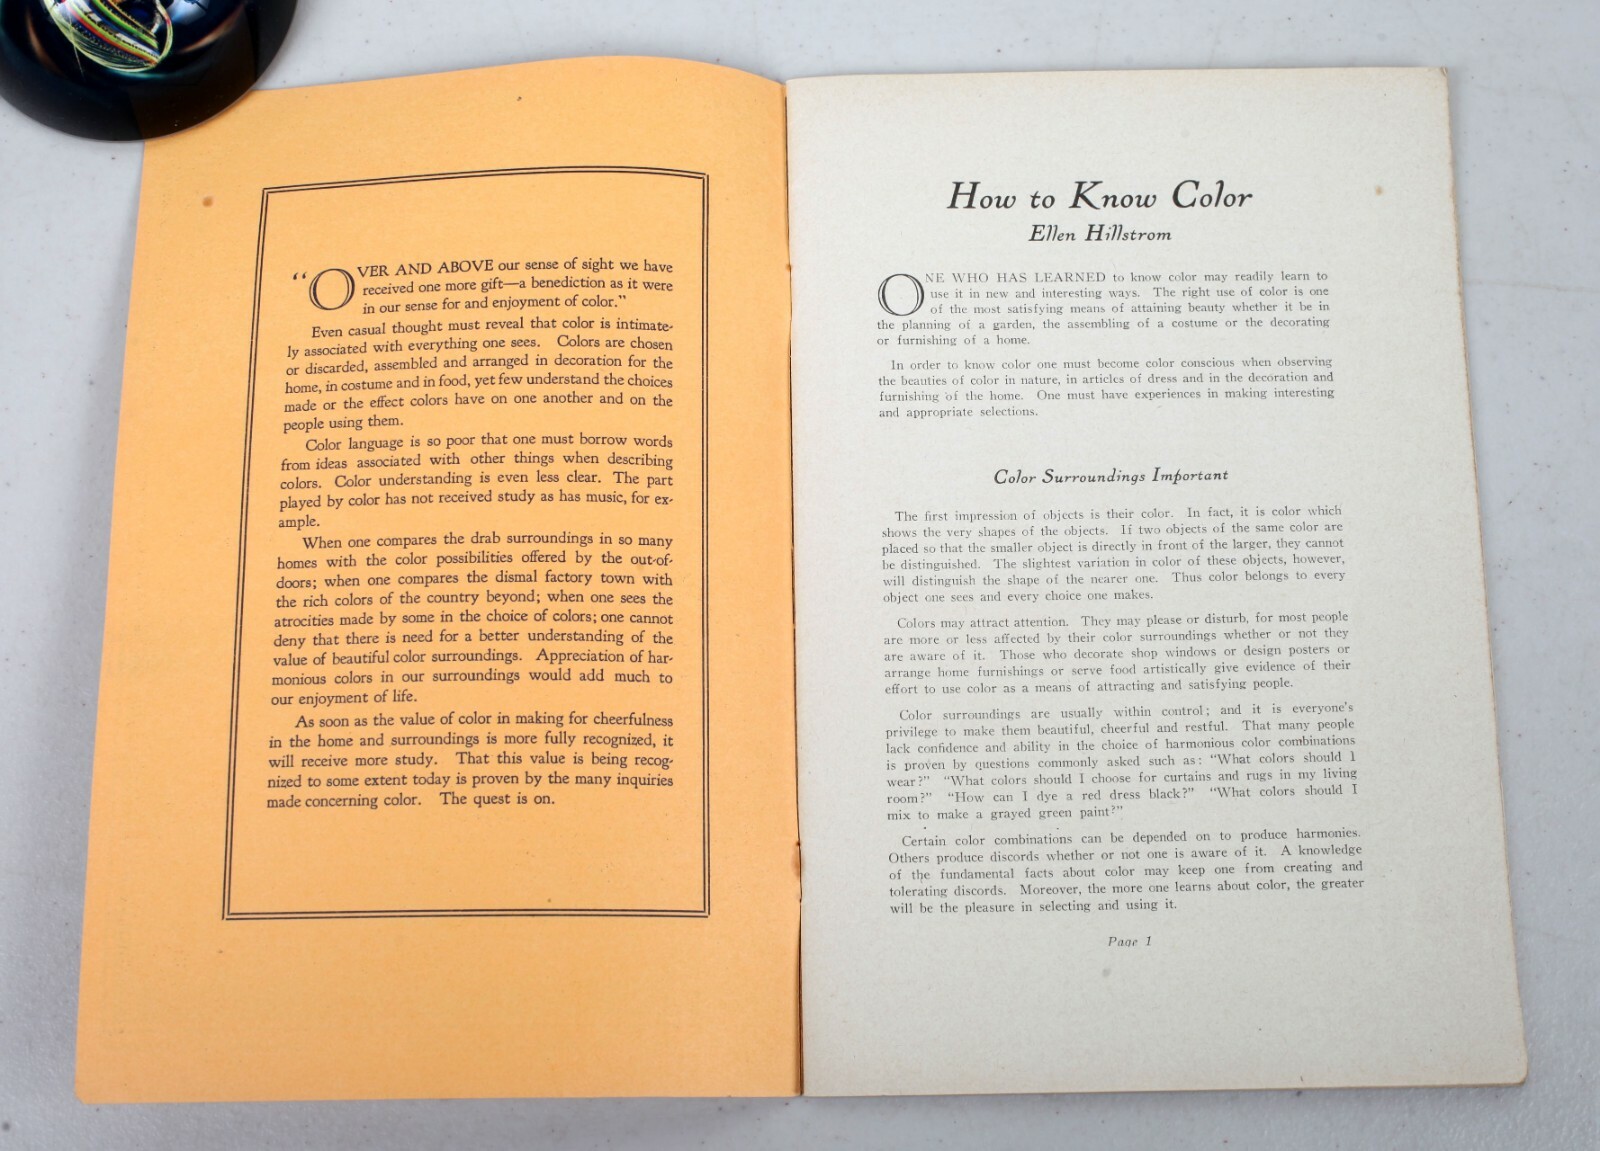 “OVER AND ABOVE our sense of sight we have
received one more gift—a benediction as it were
in our sense for and enjoyment of color.”
Even casual thought must reveal that color is intimate-
ly associated with everything one sees. Colors are chosen
or discarded, assembled and arranged in decoration for the
home, in costume and in food, yet few understand the choices
made or the effect colors have on one another and on the
people using them.
Color language is so poor that one must borrow words
from ideas associated with other things when describing
colors. Color understanding is even less clear. The part
played by color has not received study as has music, for ex-
ample.
When one compares the drab surroundings in so many
homes with the color possibilities offered by the out-of-
doors; when one compares the dismal factory town with
the rich colors of the country beyond; when one sees the
atrocities made by some in the choice of colors; one cannot
deny that there is need for a better understanding of the
value of beautiful color surroundings. Appreciation of har-
monious colors in our surroundings would add much to
our enjoyment of life.
As soon as the value of color in making for cheerfulness
in the home and surroundings is more fully recognized, it
will receive more study. That this value is being recog-
nized to some extent today is proven by the many inquiries
made concerning color. The quest is on.
How to Know Color
Ellen Hillstrom
ONE WHO HAS LEARNED to know color may readily learn to
use it in new and interesting ways. The right use of color is one
of the most satisfying means of attaining beauty whether it be in
the planning of a garden, the assembling of a costume or the decorating
or furnishing of a home.
In order to know color one must become color conscious when observing
the beauties of color in nature, in articles of dress and in the decoration and
furnishing of the home. One must have experiences in making interesting
and appropriate selections.
Color Surroundings Important
The first impression of objects is their color. In fact, it is color which
shows the very shapes of the objects. If two objects of the same color are
placed so that the smaller object is directly in front of the larger, they cannot
be distinguished. The slightest variation in color of these objects, however,
will distinguish the shape of the nearer one. Thus color belongs to every
object one sees and every choice one makes.
Colors may attract attention. They may please or disturb, for most people
are more or less affected by their color surroundings whether or not they
are aware of it. Those who decorate shop windows or design posters or
arrange home furnishings or serve food artistically give evidence of their
effort to use color as a means of attracting and satisfying people.
Color surroundings are usually within control; and it is everyone's
privilege to make them beautiful, cheerful and restful. That many people
lack confidence and ability in the choice of harmonious color combinations
is proven by questions commonly asked such as: “What colors should I
wear?” “What colors should I choose for curtains and rugs in my living
room?” “How can I dye a red dress black?” “What colors should I
mix to make a grayed green paint?”
Certain color combinations can be depended on to produce harmonies.
Others produce discords whether or not one is aware of it. A knowledge
of the fundamental facts about color may keep one from creating and
tolerating discords. Moreover, the more one learns about color, the greater
will be the pleasure in selecting and using it.
Page 1